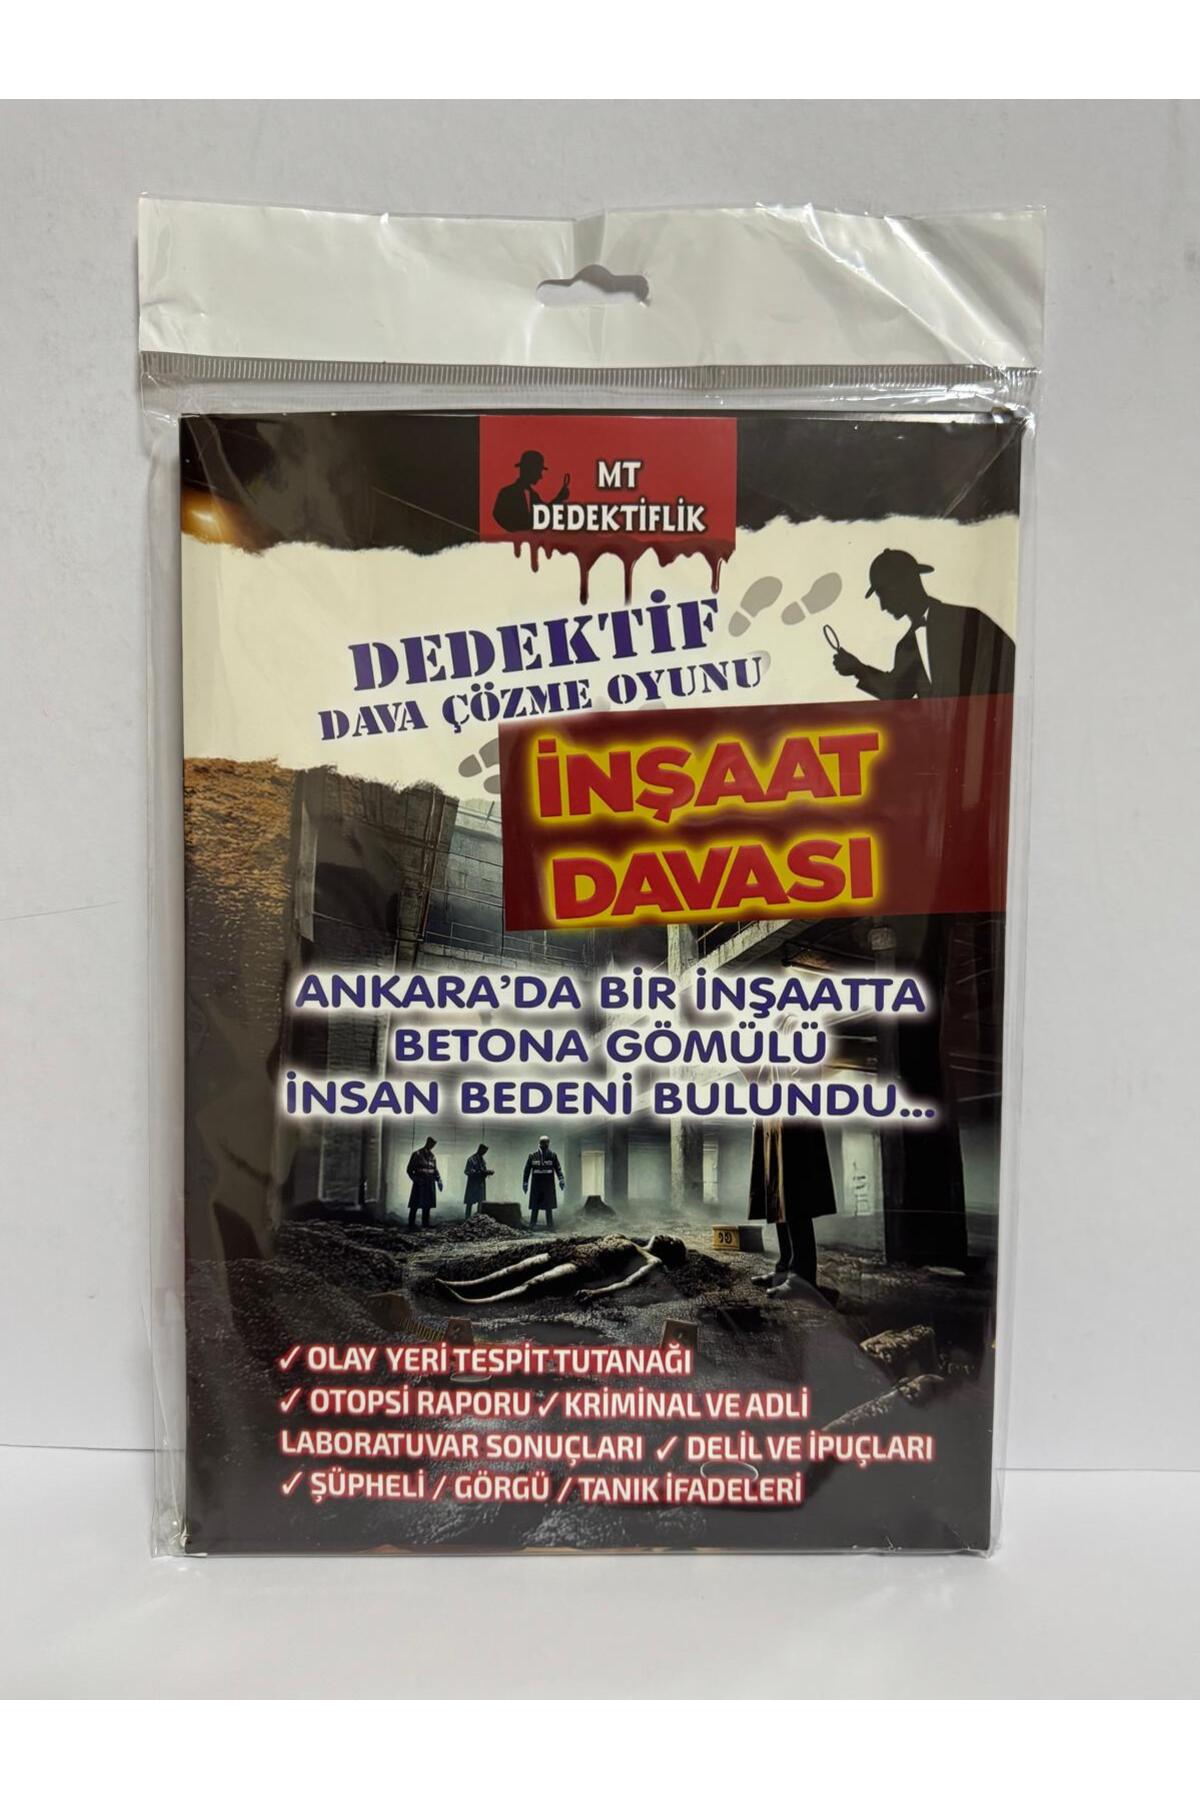 MT
DEDEKTİFLİK
DEDEKTİF
DAVA ÇÖZME OYUNU
İNŞAAT
DAVASI
ANKARA'DA BİR İNŞAATTA
BETONA GÖMÜLÜ
İNSAN BEDENİ BULUNDU...
✓ OLAY YERİ TESPİT TUTANAĞI
✓ OTOPSİ RAPORU ✓ KRİMİNAL VE ADLİ
LABORATUVAR SONUÇLARI ✓ DELİL VE İPUÇLARI
✓ ŞÜPHELİ / GÖRGÜ / TANIK İFADELERİ